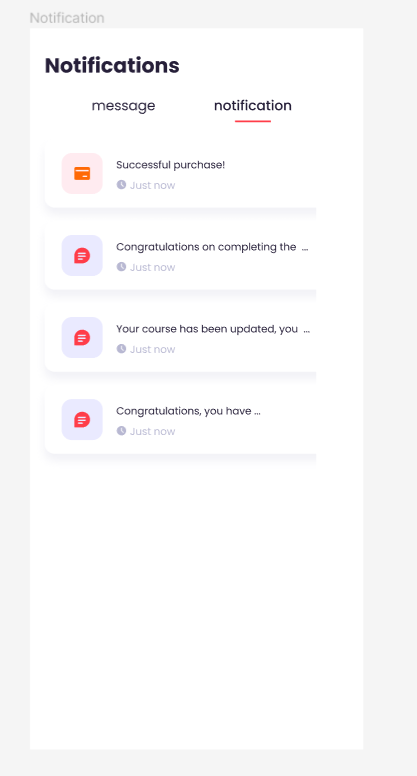 Notification
Notifications
message notification
Successful purchase!
Just now
Congratulations on completing the ...
Just now
Your course has been updated, you ...
Just now
Congratulations, you have ...
Just now